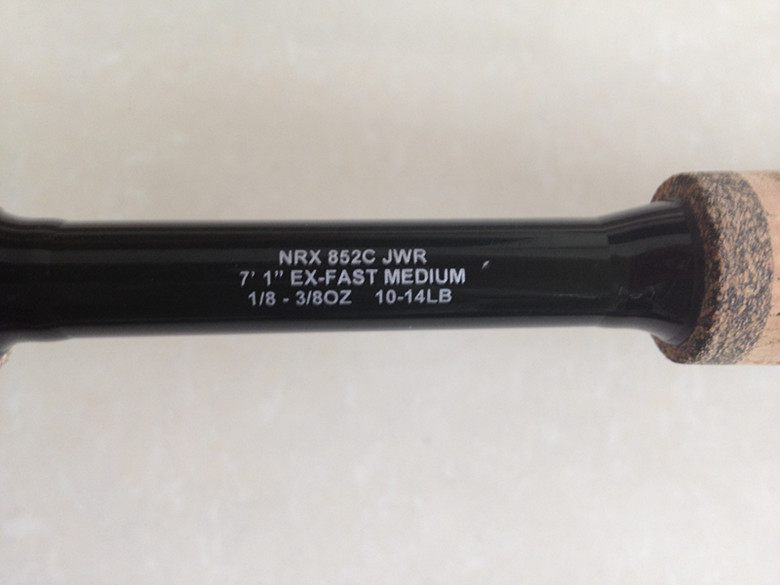 NRX 852C JWR
7' 1” EX-FAST MEDIUM
1/8 - 3/8OZ 10-14LB